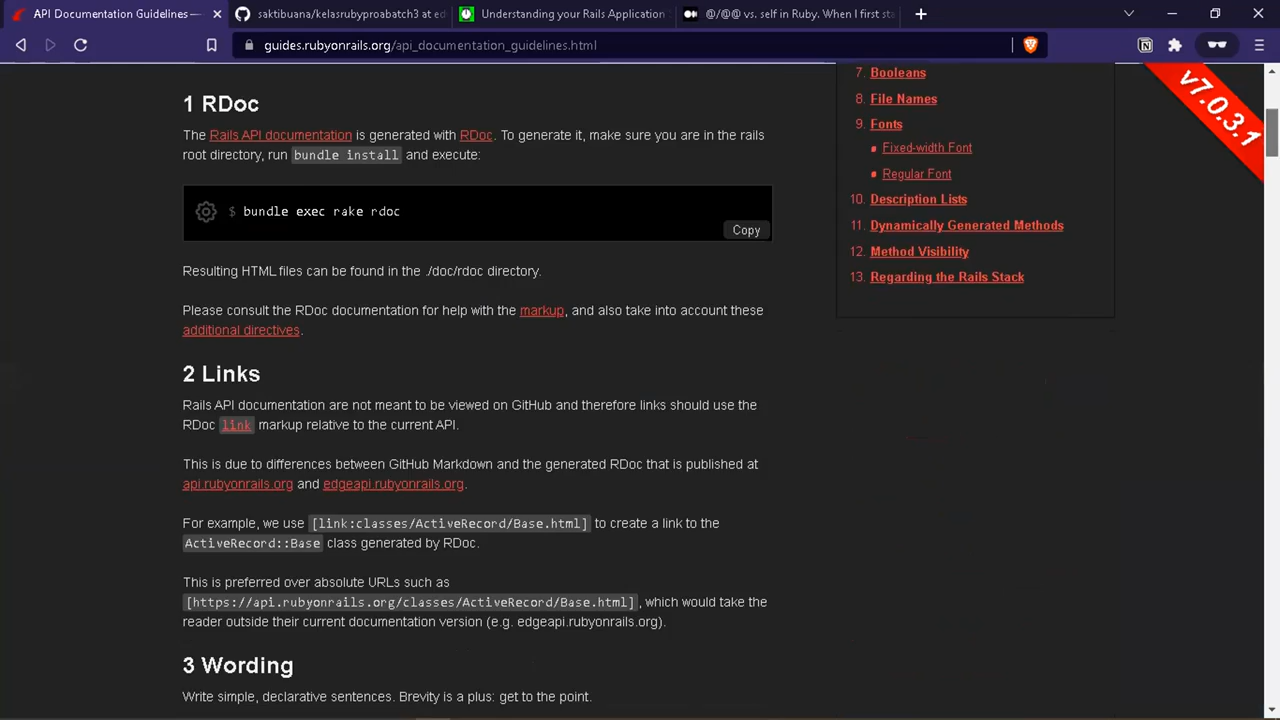 API Documentation Guidelines —
saktibuana/kelasrubyproabatch3 at ed
Understanding your Rails Application
@/@@ vs. self in Ruby. When I first sta
guides.rubyonrails.org/api_documentation_guidelines.html
v7.0.3.1
1 RDoc
The Rails API documentation is generated with RDoc. To generate it, make sure you are in the rails
root directory, run bundle install and execute:
$ bundle exec rake rdoc
Copy
Resulting HTML files can be found in the ./doc/rdoc directory.
Please consult the RDoc documentation for help with the markup, and also take into account these
additional directives.
2 Links
Rails API documentation are not meant to be viewed on GitHub and therefore links should use the
RDoc link markup relative to the current API.
This is due to differences between GitHub Markdown and the generated RDoc that is published at
api.rubyonrails.org and edgeapi.rubyonrails.org.
For example, we use [link:classes/ActiveRecord/Base.html] to create a link to the
ActiveRecord::Base class generated by RDoc.
This is preferred over absolute URLs such as
[https://api.rubyonrails.org/classes/ActiveRecord/Base.html], which would take the
reader outside their current documentation version (e.g. edgeapi.rubyonrails.org).
3 Wording
Write simple, declarative sentences. Brevity is a plus: get to the point.
7. Booleans
8. File Names
9. Fonts
Fixed-width Font
Regular Font
10. Description Lists
11. Dynamically Generated Methods
12. Method Visibility
13. Regarding the Rails Stack